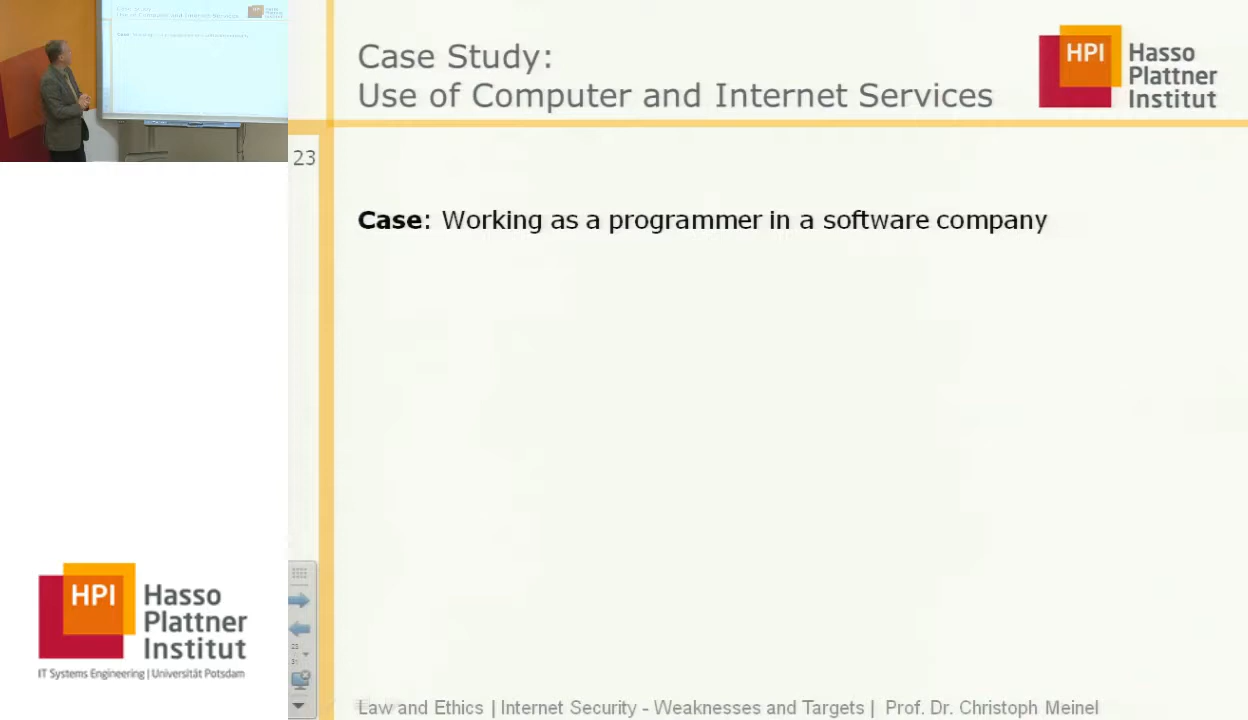 Case Study:
Use of Computer and Internet Services
HPI
Hasso
Plattner
Institut
23
Case: Working as a programmer in a software company
HPI
Hasso
Plattner
Institut
IT Systems Engineering | Universität Potsdam
Law and Ethics | Internet Security - Weaknesses and Targets | Prof. Dr. Christoph Meinel